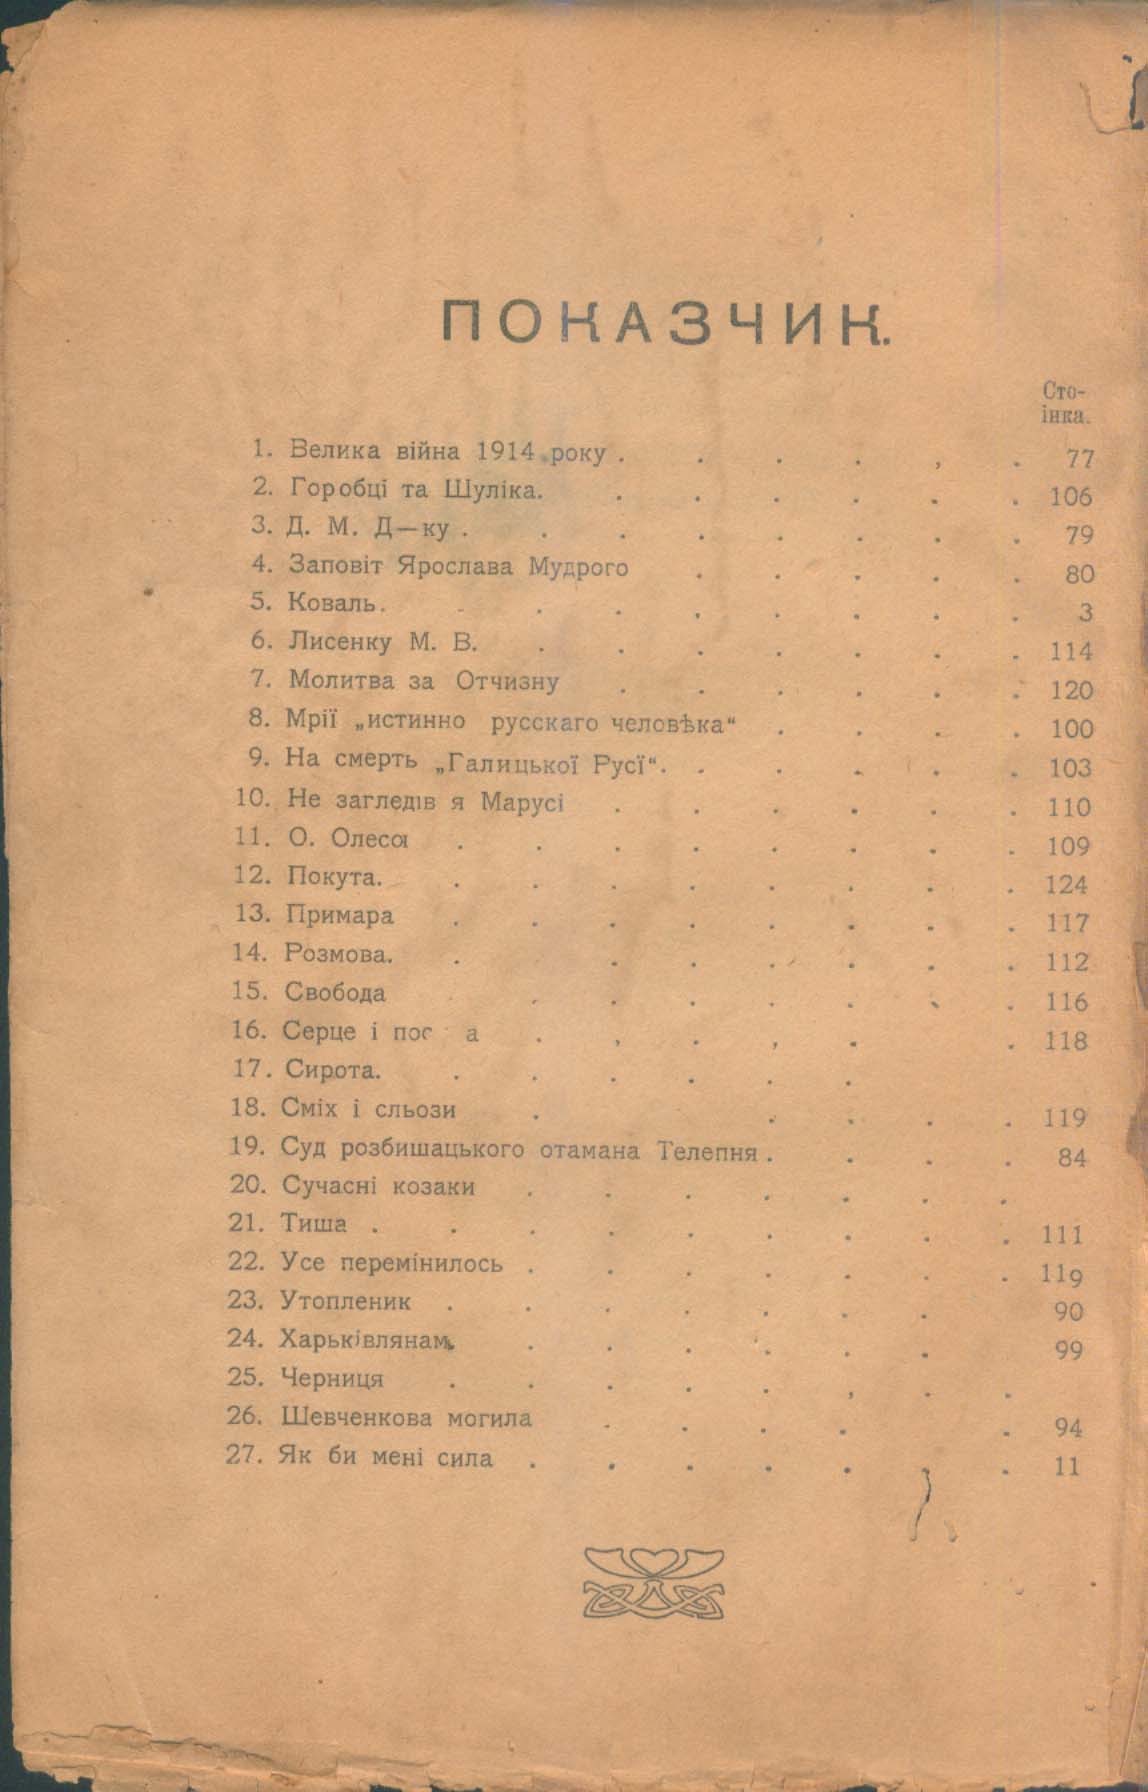 ПОКАЗЧИК.
Сто-
інка.
1. Велика війна 1914 року . . . . , . 77
2. Горобці та Шуліка. . . . . . . 106
3. Д. М. Д—ку . . . . . . . . 79
4. Заповіт Ярослава Мудрого . . . . . 80
5. Коваль. . . . . . . . . 3
6. Лисенку М. В. . . . . . . . 114
7. Молитва за Отчизну . . . . . . 120
8. Мрії „истинно русскаго человѣка“ . . . . 100
9. На смерть „Галицької Русї“. . . . . . 103
10. Не загледів я Марусі . . . . . . 110
11. О. Олесю . . . . . . . . 109
12. Покута. . . . . . . . . 124
13. Примара . . . . . . . . 117
14. Розмова. . . . . . . . 112
15. Свобода . . . . . . . . 116
16. Серце і . , . , . . 118
17. Сирота. . . . . . .
18. Сміх і сльози . . . . . 119
19. Суд розбишацького отамана Телепня . . . . 84
20. Сучасні козаки . . . . . . .
21. Тиша . . . . . . . . . 111
22. Усе перемінилось . . . . . . . 119
23. Утопленик . . . . . . . 90
24. Харьківлянам. . . . . . . 99
25. Черниця . . . . . , . .
26. Шевченкова могила . . . . . 94
27. Як би мені сила . . . . . . . 11